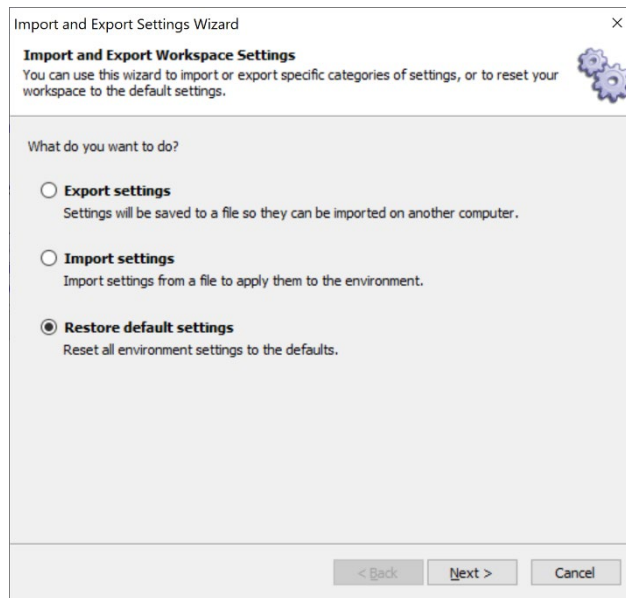 Import and Export Settings Wizard
Import and Export Workspace Settings
You can use this wizard to import or export specific categories of settings, or to reset your
workspace to the default settings.
What do you want to do?
Export settings
Settings will be saved to a file so they can be imported on another computer.
Import settings
Import settings from a file to apply them to the environment.
Restore default settings
Reset all environment settings to the defaults.
< Back Next > Cancel